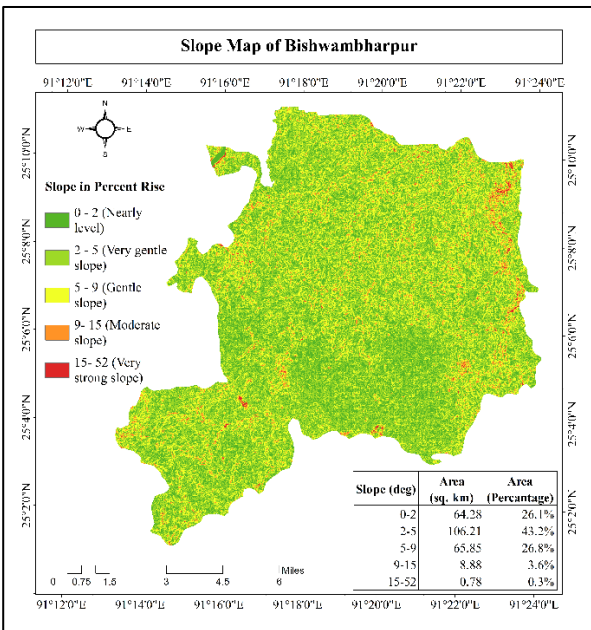 Slope Map of Bishwambharpur
91°12'0"E 91°14'0"E 91°16'0"E 91°18'0"E 91°20'0"E 91°22'0"E 91°24'0"E
N
W E
S
25°10'0"N 25°10'0"N
Slope in Percent Rise
0 - 2 (Nearly
level)
2 - 5 (Very gentle
slope)
5 - 9 (Gentle
slope)
9- 15 (Moderate
slope)
15- 52 (Very
strong slope)
25°8'0"N 25°8'0"N
25°6'0"N 25°6'0"N
25°4'0"N 25°4'0"N
25°2'0"N 25°2'0"N
Slope (deg) Area (sq. km) Area (Percantage)
0-2 64.28 26.1%
2-5 106.21 43.2%
5-9 65.85 26.8%
9-15 8.88 3.6%
15-52 0.78 0.3%
Miles
0 0.75 1.5 3 4.5 6
91°12'0"E 91°14'0"E 91°16'0"E 91°18'0"E 91°20'0"E 91°22'0"E 91°24'0"E